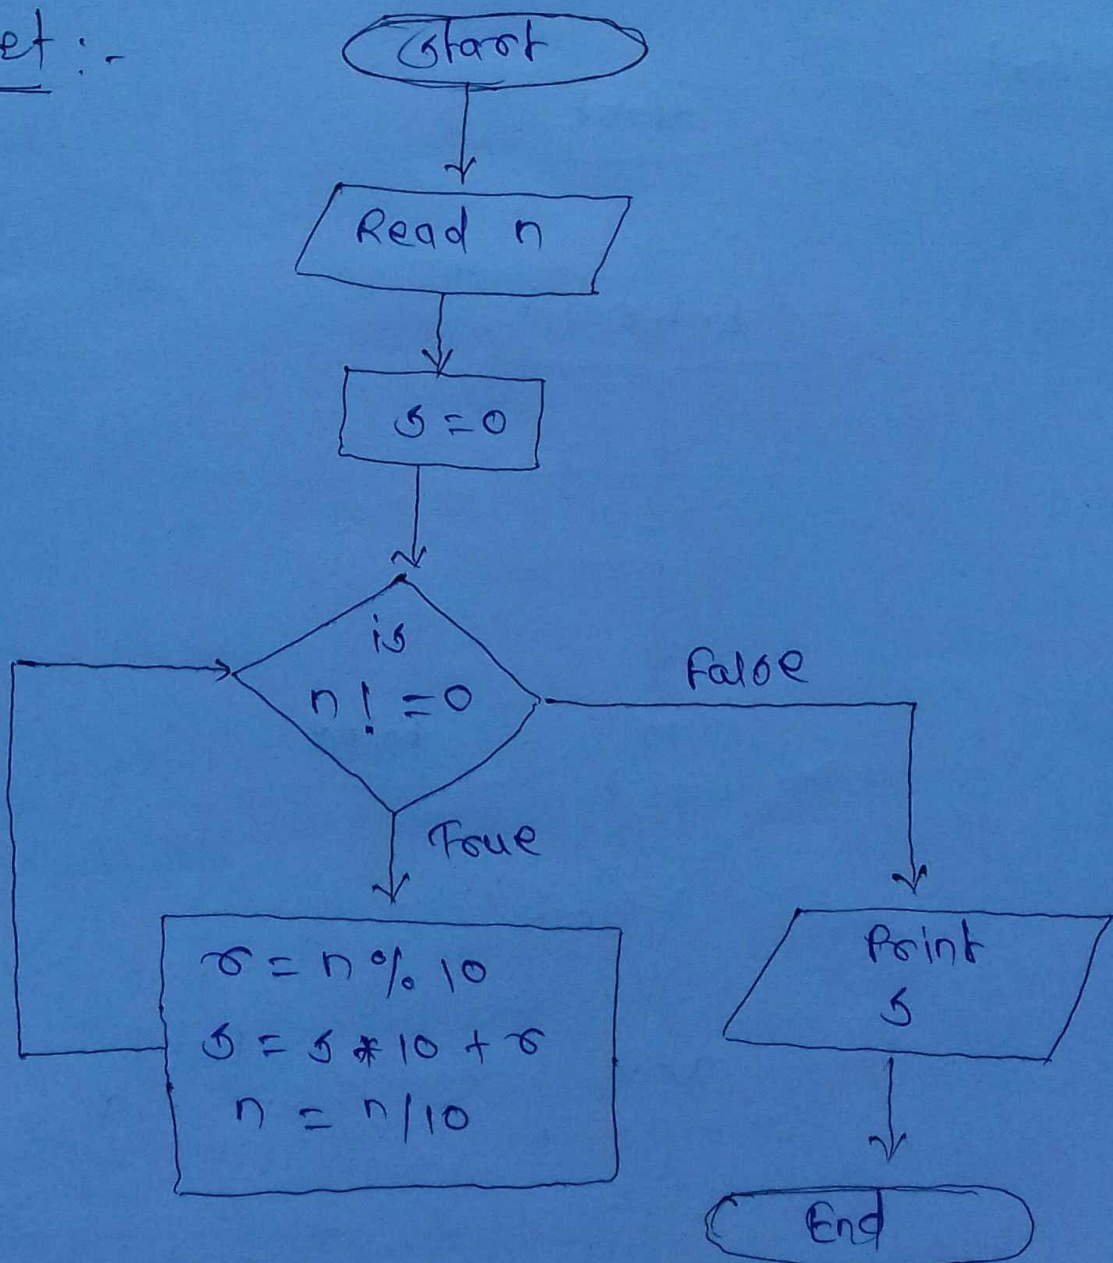 et :-
Start
Read n
s=0
is
n! =0
False
True
r=n%10
s=s*10+r
n=n/10
Print
s
End